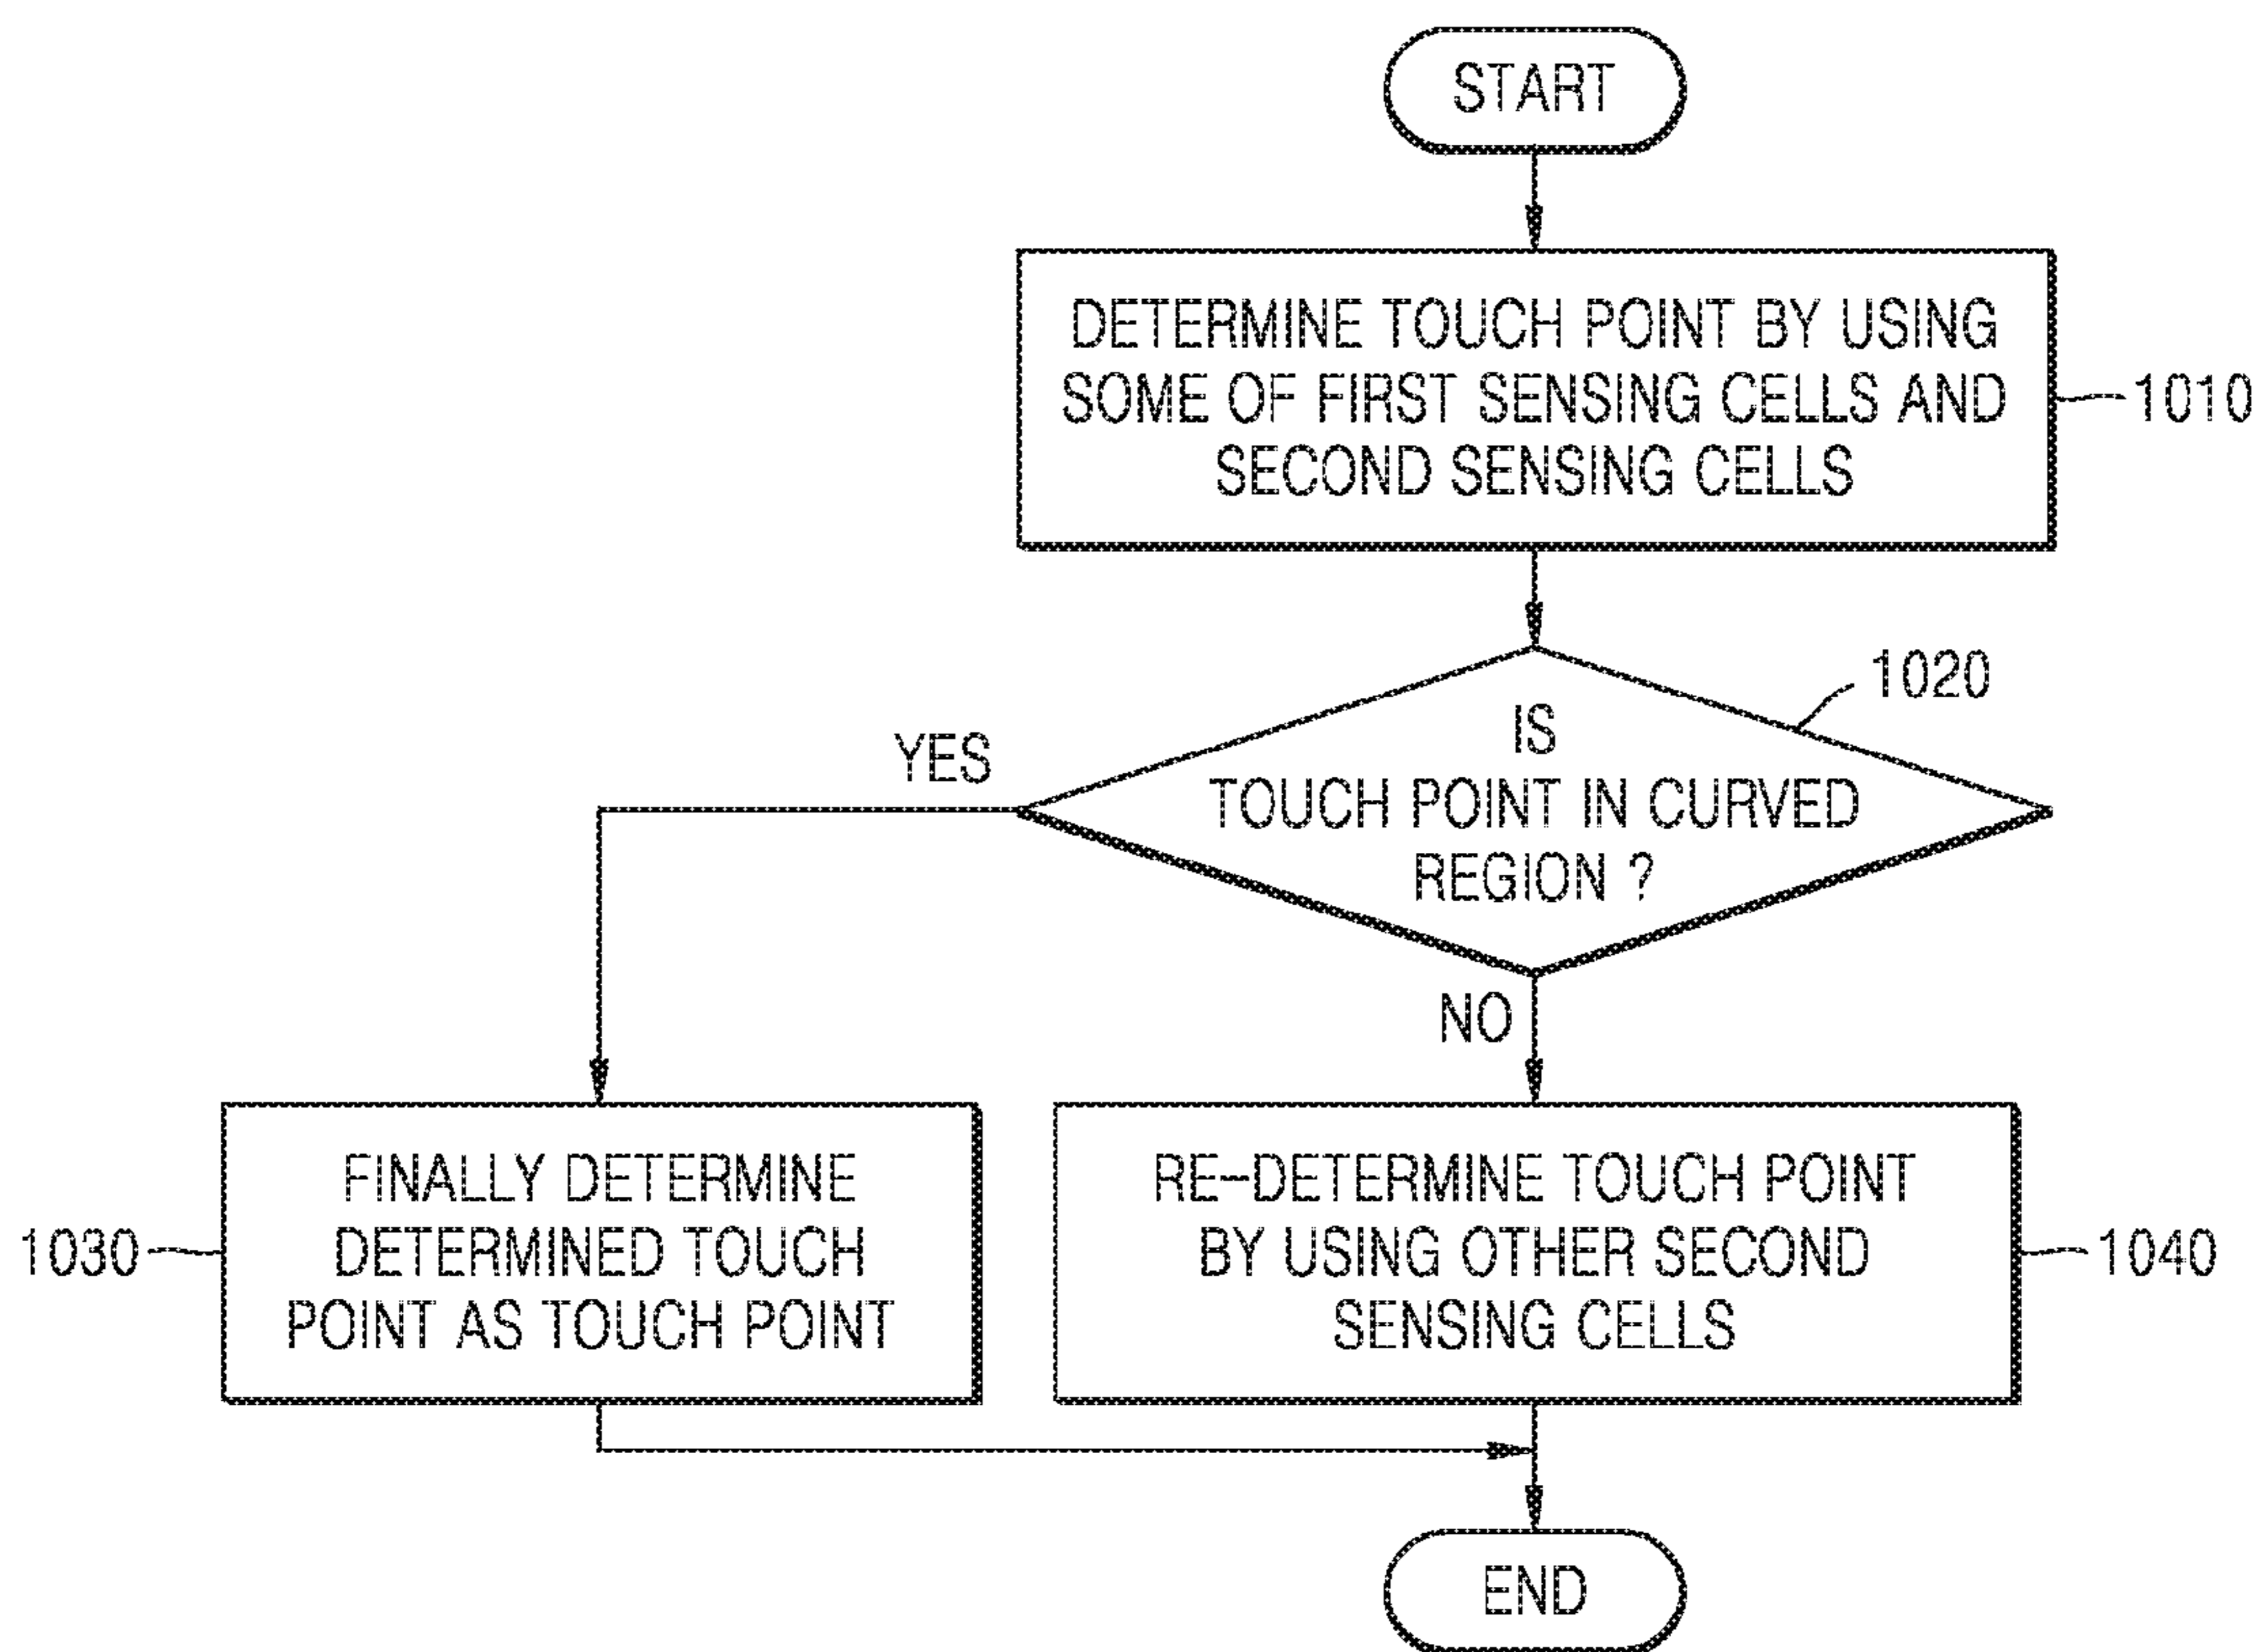 START
DETERMINE TOUCH POINT BY USING
SOME OF FIRST SENSING CELLS AND
SECOND SENSING CELLS
1010
1020
IS
TOUCH POINT IN CURVED
REGION ?
YES
NO
FINALLY DETERMINE
DETERMINED TOUCH
POINT AS TOUCH POINT
1030
RE-DETERMINE TOUCH POINT
BY USING OTHER SECOND
SENSING CELLS
1040
END